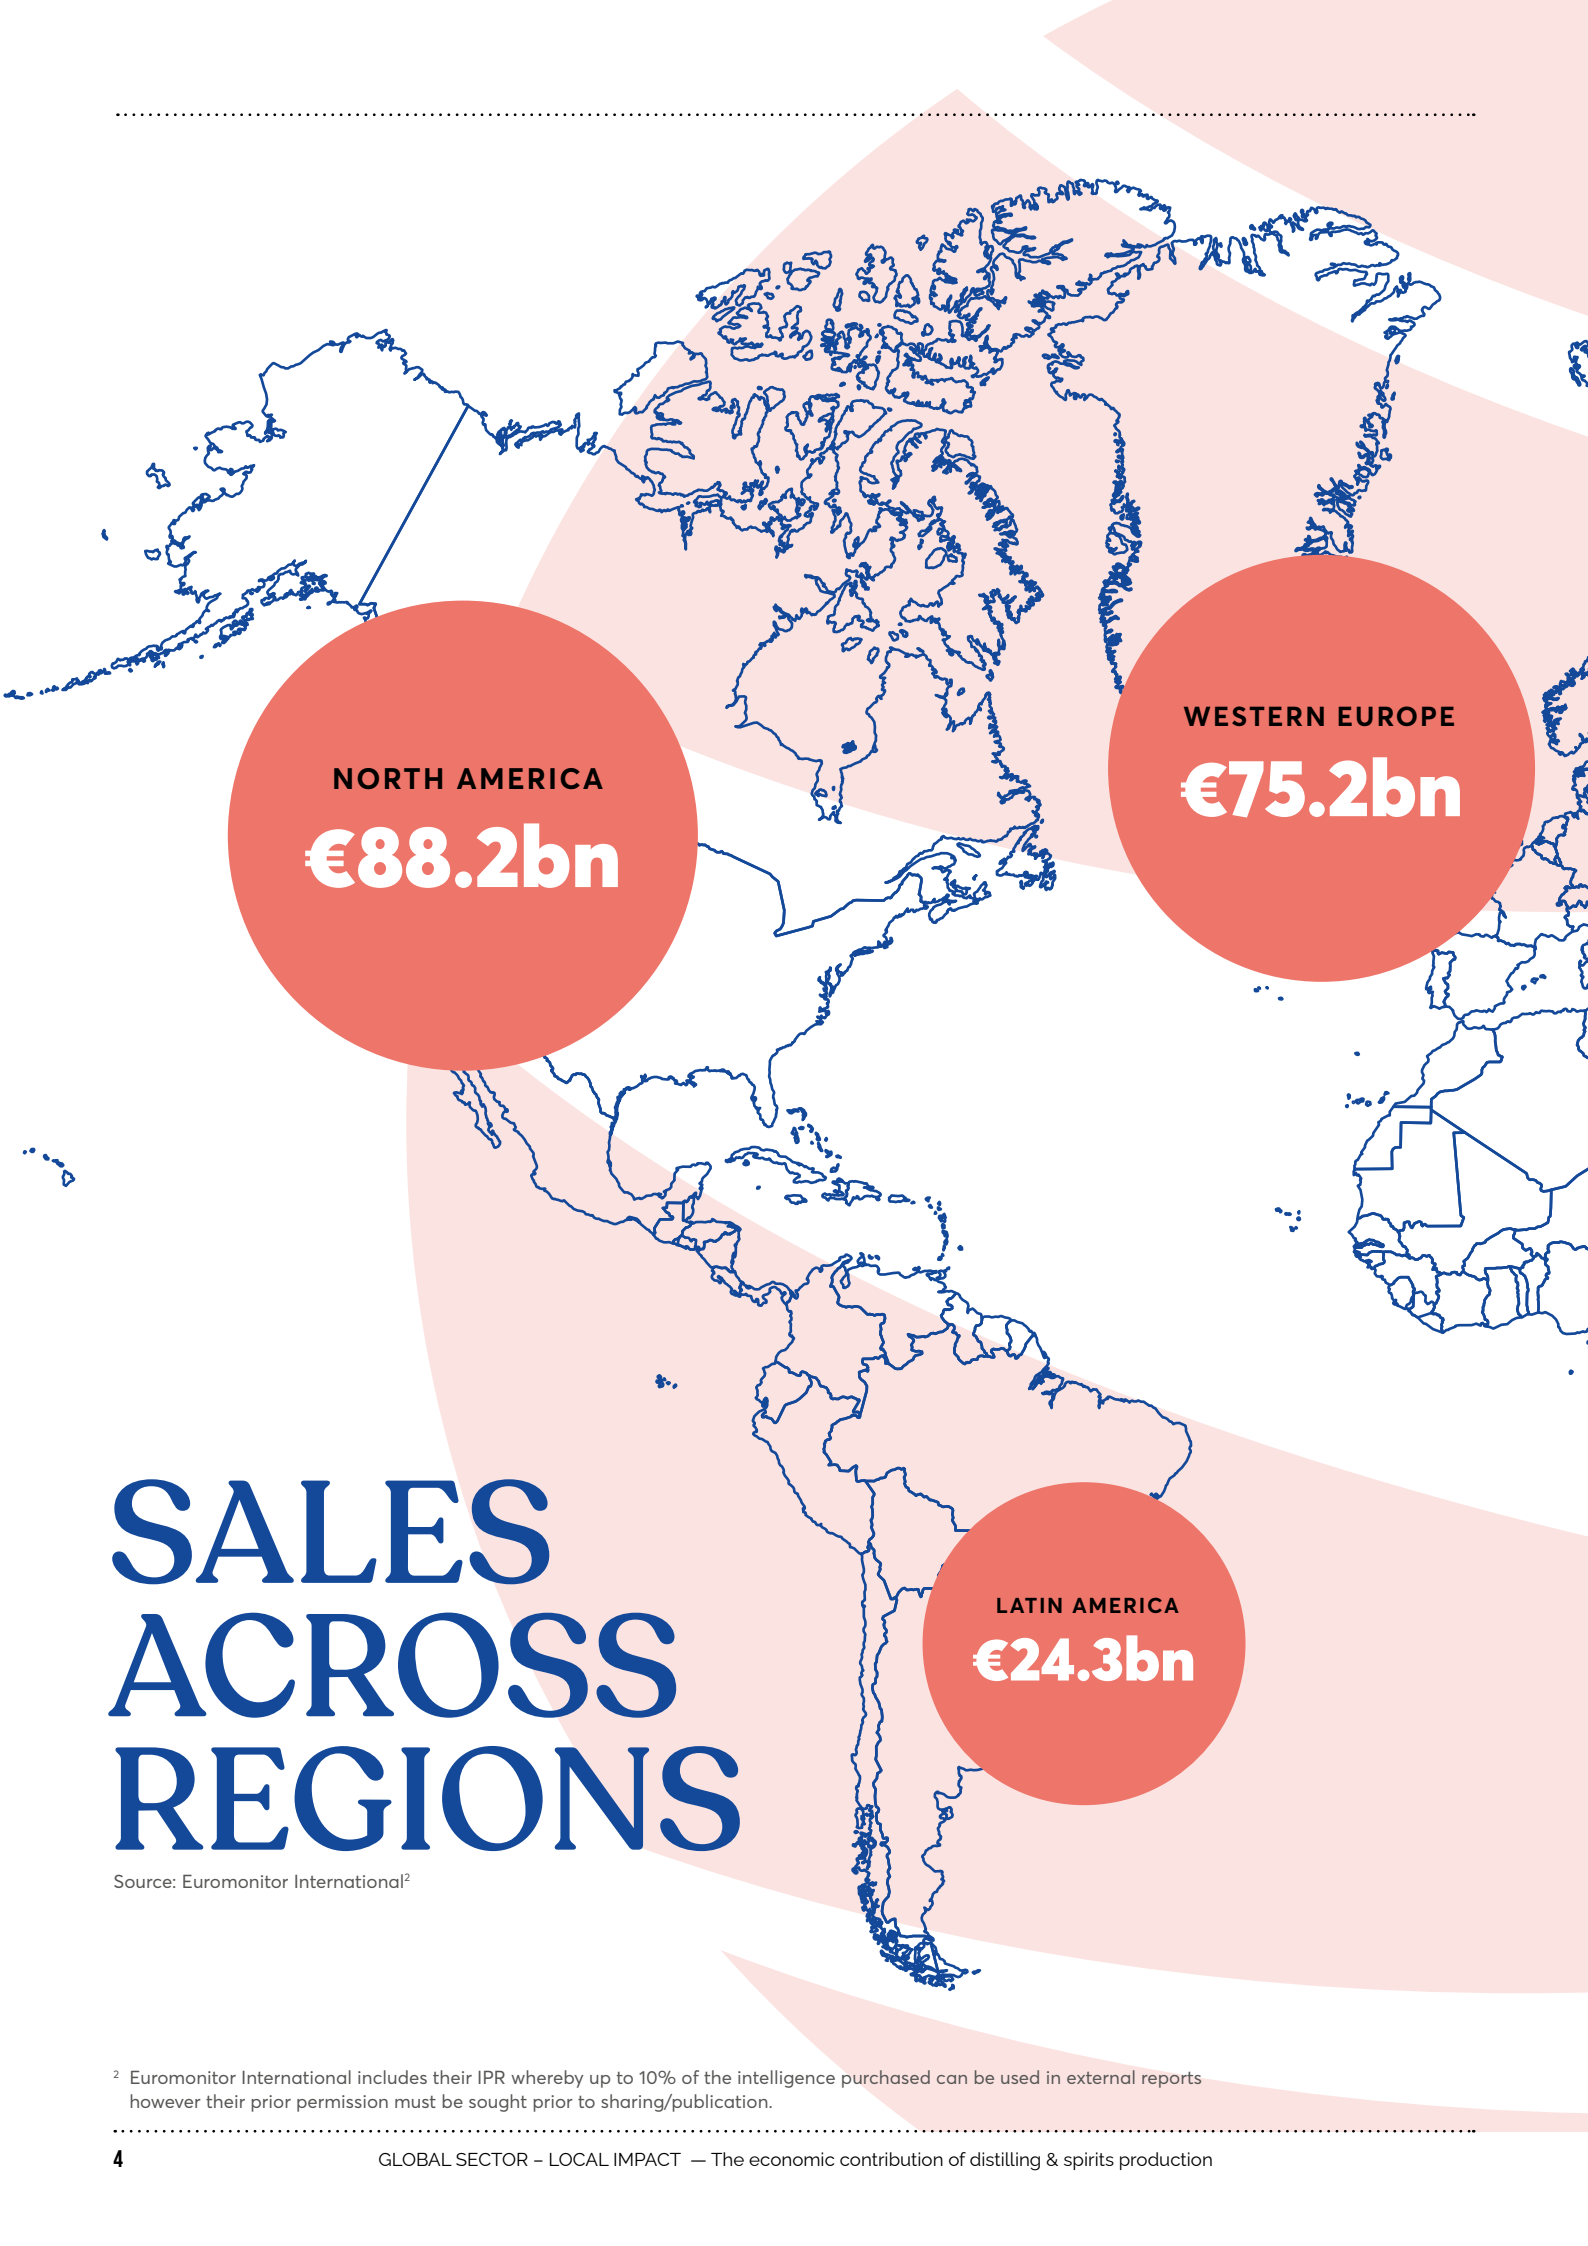 WESTERN EUROPE
€75.2bn
NORTH AMERICA
€88.2bn
LATIN AMERICA
€24.3bn
SALES
ACROSS
REGIONS
Source: Euromonitor International²
² Euromonitor International includes their IPR whereby up to 10% of the intelligence purchased can be used in external reports
however their prior permission must be sought prior to sharing/publication.
4 GLOBAL SECTOR – LOCAL IMPACT — The economic contribution of distilling & spirits production